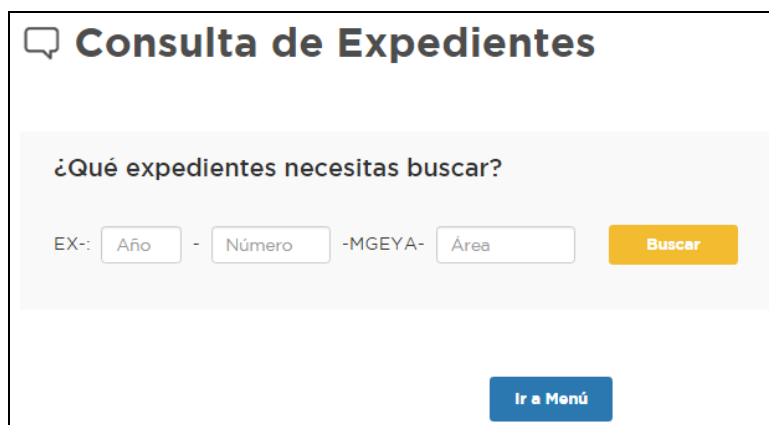 Consulta de Expedientes
¿Qué expedientes necesitas buscar?
EX-: Año - Número -MGEYA- Área Buscar
Ir a Menú